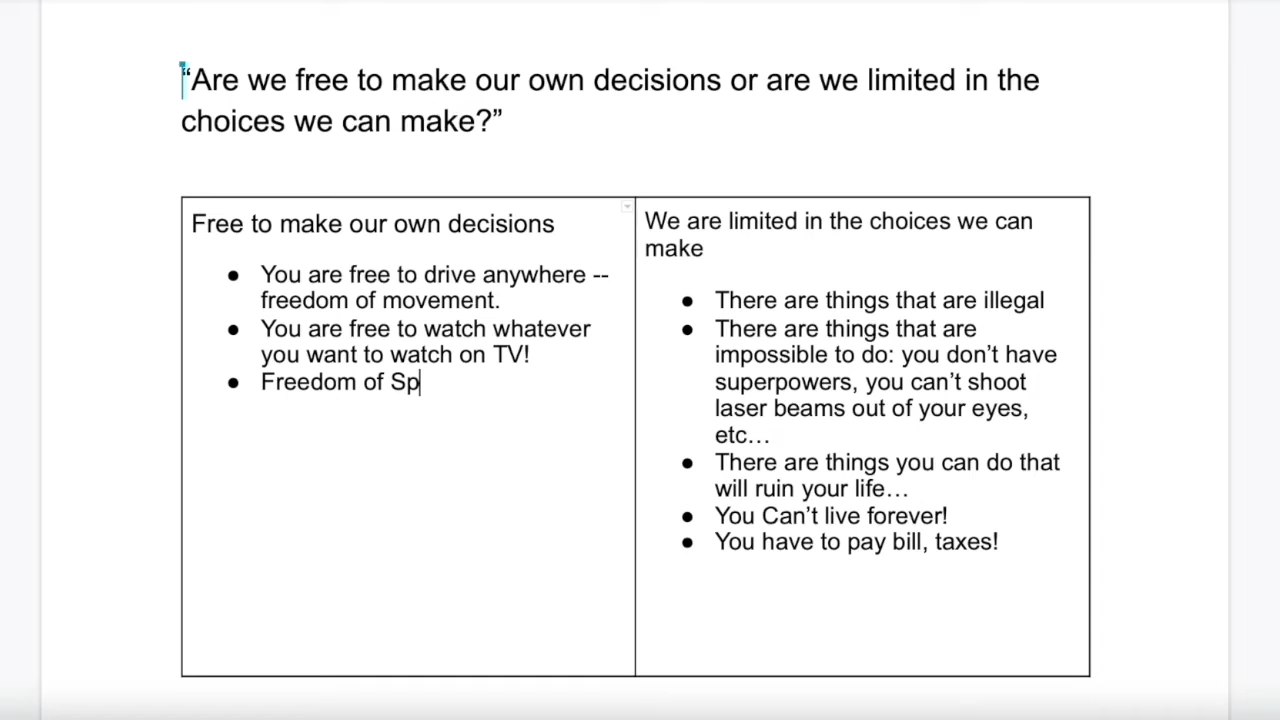 “Are we free to make our own decisions or are we limited in the
choices we can make?”
Free to make our own decisions
● You are free to drive anywhere --
freedom of movement.
● You are free to watch whatever
you want to watch on TV!
● Freedom of Sp
We are limited in the choices we can
make
● There are things that are illegal
● There are things that are
impossible to do: you don’t have
superpowers, you can’t shoot
laser beams out of your eyes,
etc…
● There are things you can do that
will ruin your life…
● You Can’t live forever!
● You have to pay bill, taxes!